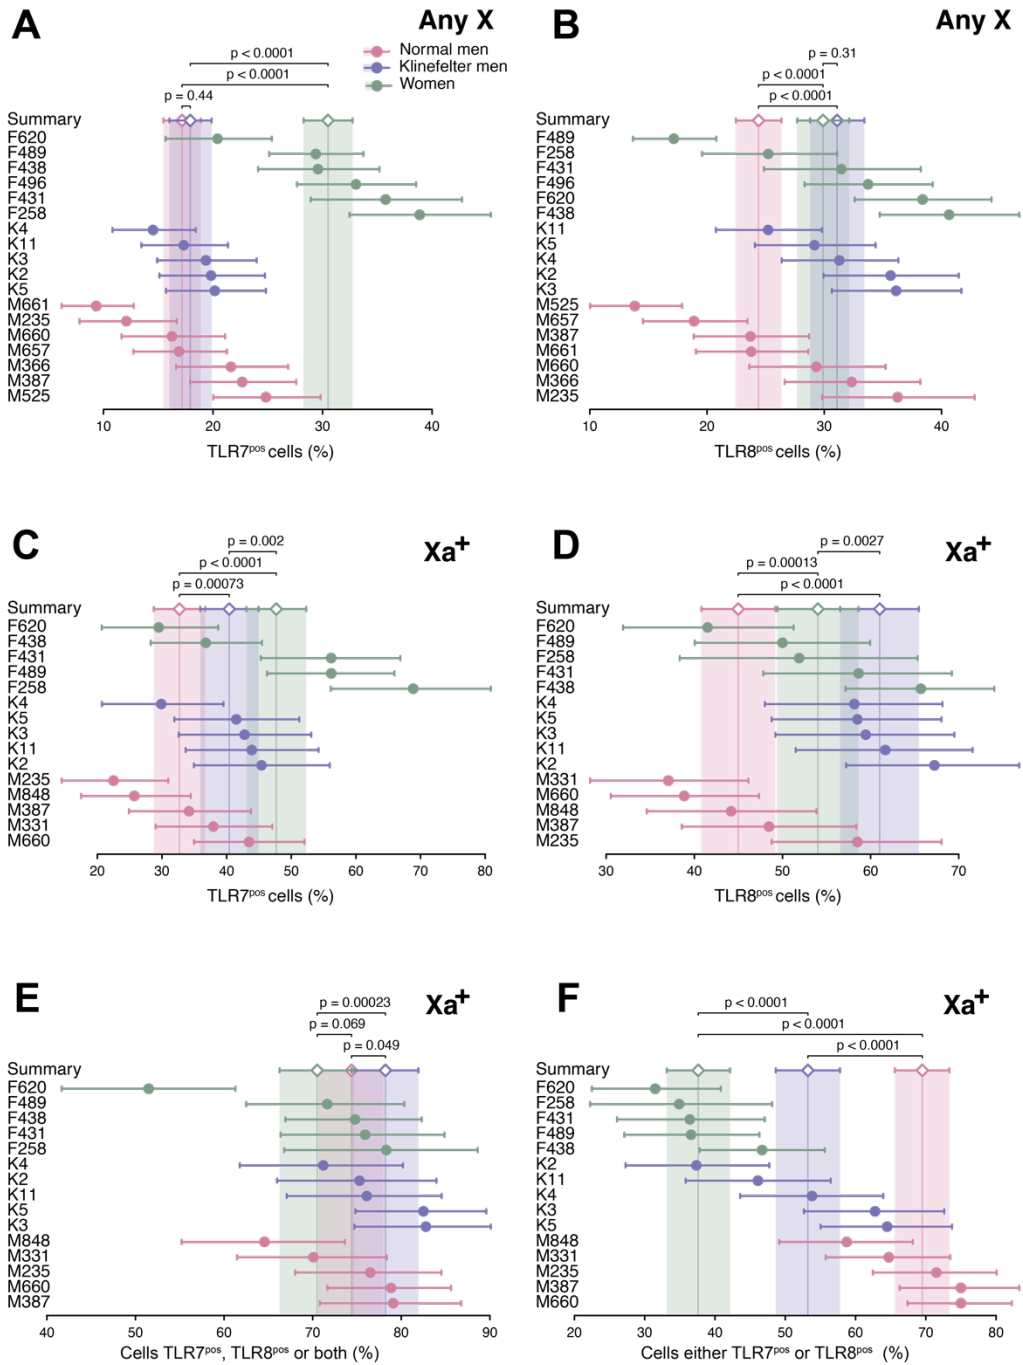 A
Any X
p < 0.0001
p < 0.0001
p = 0.44
Normal men
Klinefelter men
Women
Summary
F620
F489
F438
F496
F431
F258
K4
K11
K3
K2
K5
M661
M235
M660
M657
M366
M387
M525
10
20
30
40
TLR7pos cells (%)
B
Any X
p = 0.31
p < 0.0001
p < 0.0001
Summary
F489
F258
F431
F496
F620
F438
K11
K5
K4
K2
K3
M525
M657
M387
M661
M660
M366
M235
10
20
30
40
TLR8pos cells (%)
C
Xa+
p = 0.002
p < 0.0001
p = 0.00073
Summary
F620
F438
F431
F489
F258
K4
K5
K3
K11
K2
M235
M848
M387
M331
M660
20
30
40
50
60
70
80
TLR7pos cells (%)
D
Xa+
p = 0.0027
p = 0.00013
p < 0.0001
Summary
F620
F489
F258
F431
F438
K4
K5
K3
K11
K2
M331
M660
M848
M387
M235
30
40
50
60
70
TLR8pos cells (%)
E
Xa+
p = 0.00023
p = 0.069
p = 0.049
Summary
F620
F489
F438
F431
F258
K4
K2
K11
K5
K3
M848
M331
M235
M660
M387
40
50
60
70
80
90
Cells TLR7pos, TLR8pos or both (%)
F
Xa+
p <0.0001
p <0.0001
p <0.0001
Summary
F620
F258
F431
F489
F438
K2
K11
K4
K3
K5
M848
M331
M235
M387
M660
20
30
40
50
60
70
80
Cells either TLR7pos or TLR8pos (%)